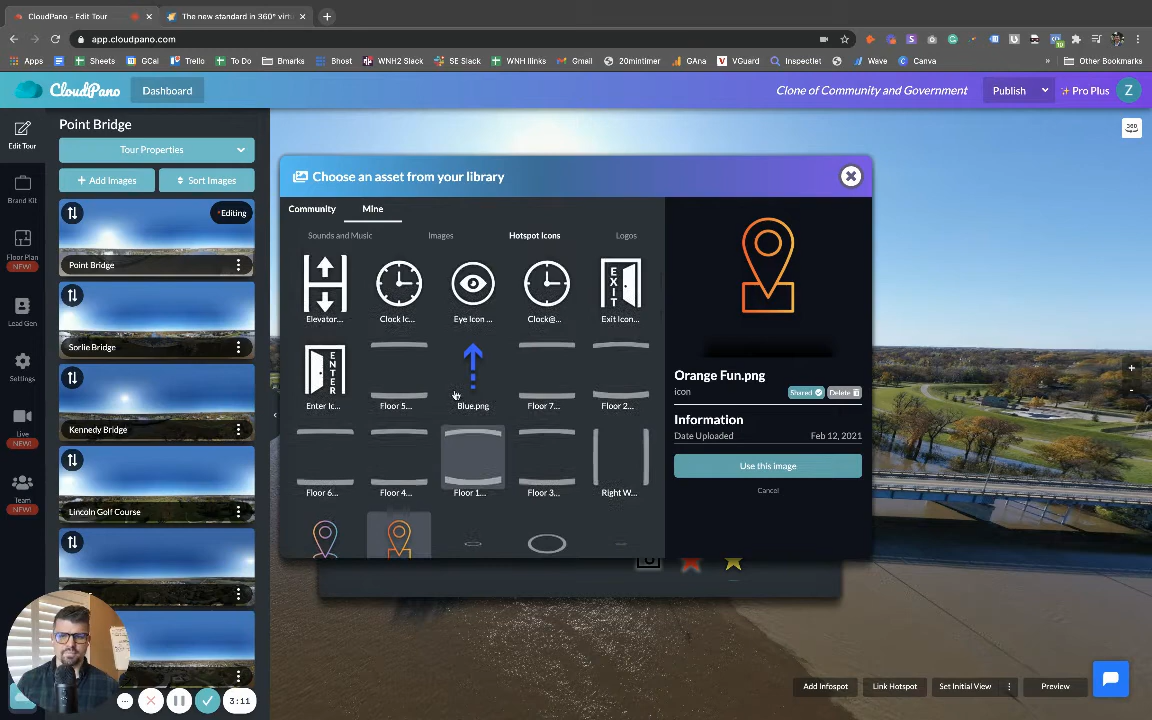 CloudPano - Edit Tour
The new standard in 360° virtu
app.cloudpano.com
Apps
Sheets
GCal
Trello
To Do
Bmarks
Bhost
WNH2 Slack
SE Slack
WNH llinks
Gmail
20mintimer
GAna
VGuard
Inspectlet
Wave
Canva
»
Other Bookmarks
CloudPano
Dashboard
Clone of Community and Government
Publish
Pro Plus
Z
Edit Tour
Brand Kit
Floor Plan
NEW!
Lead Gen
Settings
Live
NEW!
Team
NEW!
Point Bridge
Tour Properties
+ Add Images
Sort Images
Editing
Point Bridge
Sorlie Bridge
Kennedy Bridge
Lincoln Golf Course
3:11
360
Choose an asset from your library
Community
Mine
Sounds and Music
Images
Hotspot Icons
Logos
Elevator...
Clock Ic...
Eye Icon ...
Clock@...
EXIT
Exit Icon...
ENTER
Enter Ic...
Floor 5...
Blue.png
Floor 7...
Floor 2...
Floor 6...
Floor 4...
Floor 1...
Floor 3...
Right W...
Orange Fun.png
icon
Shared
Delete
Information
Date Uploaded
Feb 12, 2021
Use this image
Cancel
+
-
Add Infospot
Link Hotspot
Set Initial View
Preview